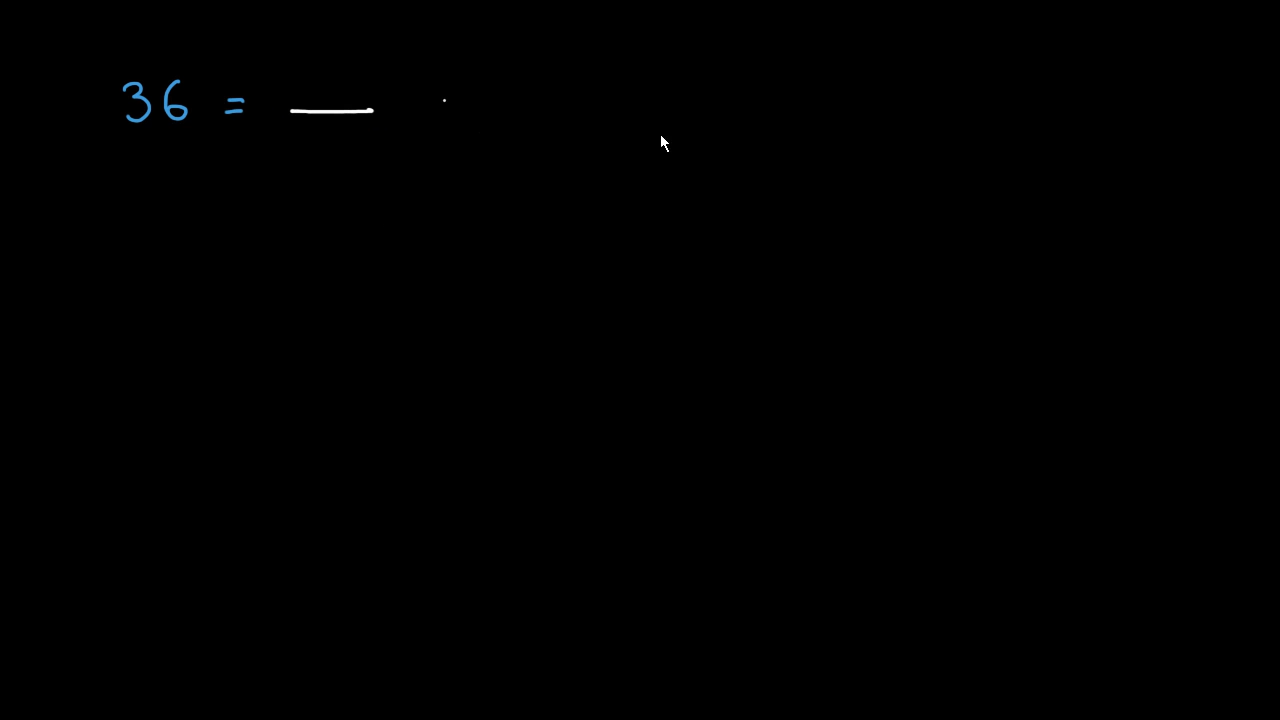 36 = ___